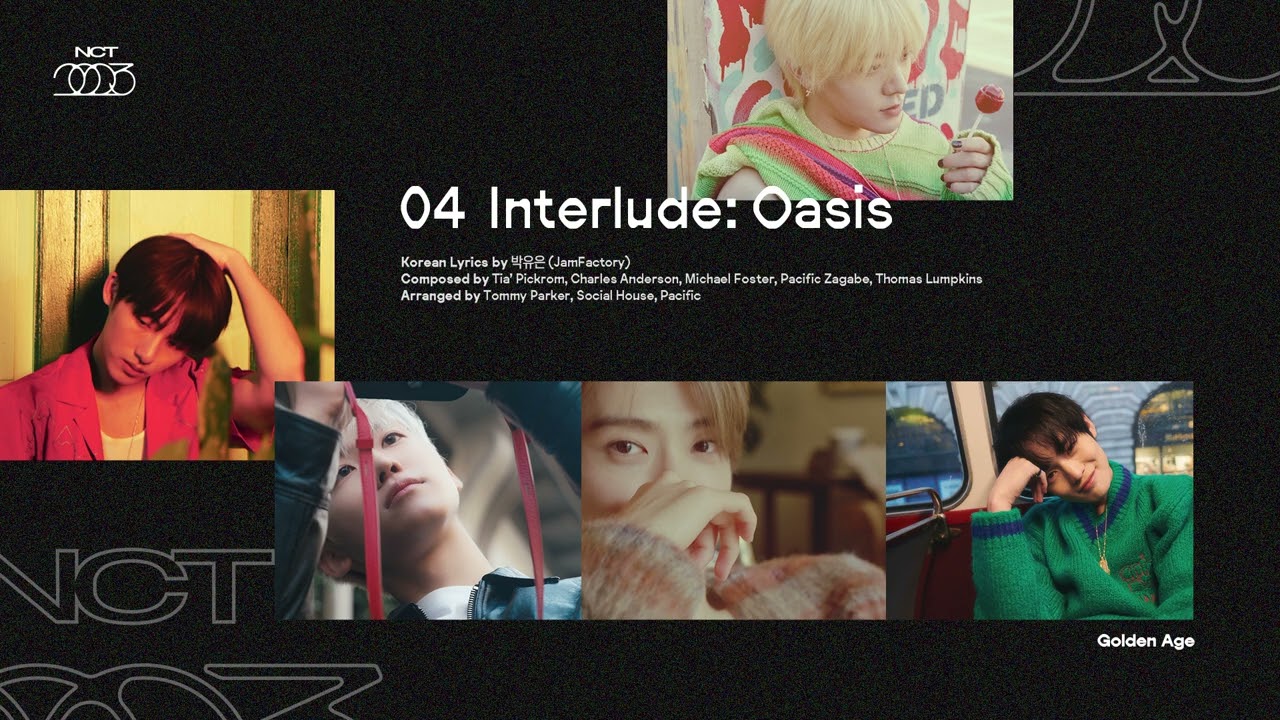 NCT
2023
ED
04 Interlude: Oasis
Korean Lyrics by 박유은 (JamFactory)
Composed by Tia' Pickrom, Charles Anderson, Michael Foster, Pacific Zagabe, Thomas Lumpkins
Arranged by Tommy Parker, Social House, Pacific
NCT
Golden Age